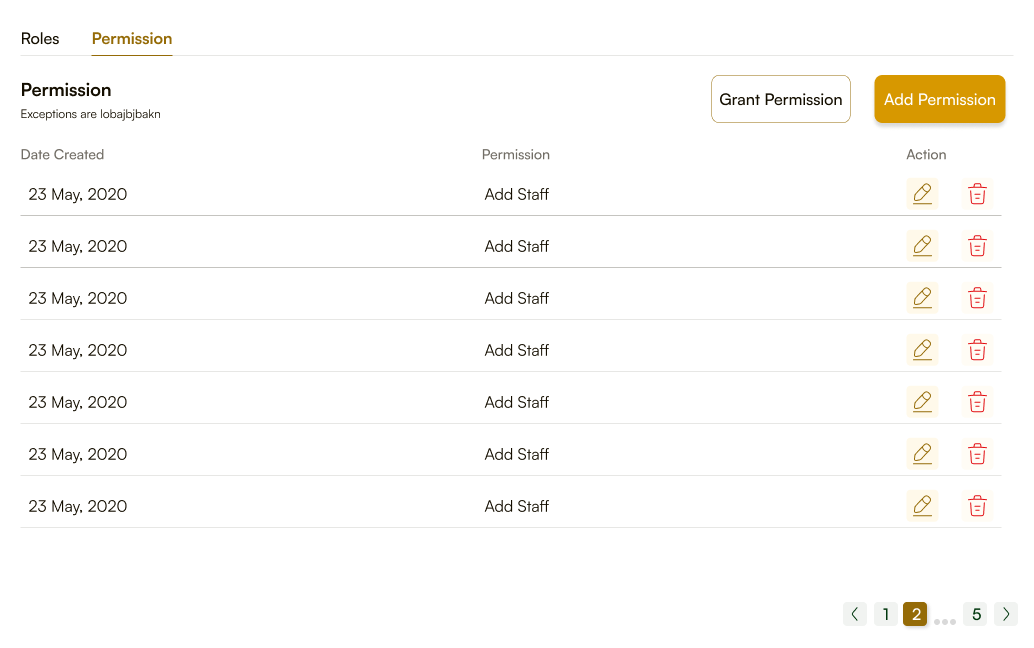 Roles Permission
Permission
Exceptions are lobajbjbakn
Grant Permission Add Permission
Date Created Permission Action
23 May, 2020 Add Staff
23 May, 2020 Add Staff
23 May, 2020 Add Staff
23 May, 2020 Add Staff
23 May, 2020 Add Staff
23 May, 2020 Add Staff
23 May, 2020 Add Staff
1 2 ... 5